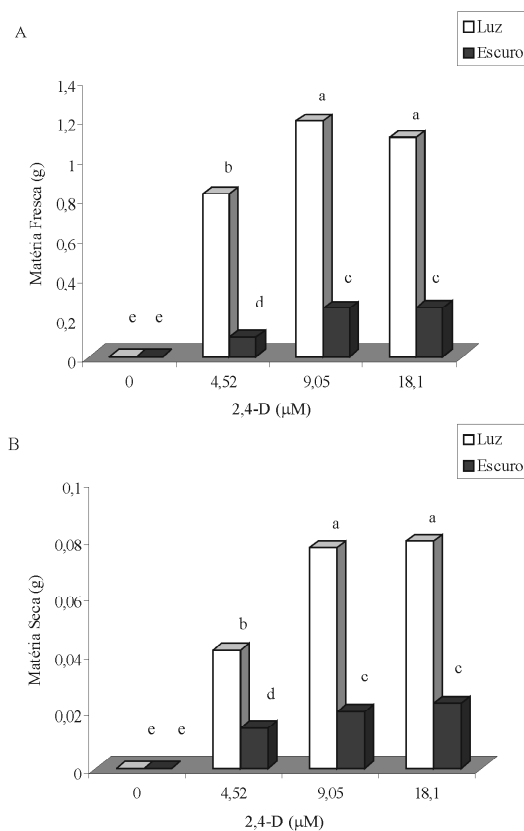 A
Luz
Escuro
1,4
1,2
1
0,8
0,6
0,4
0,2
0
Matéria Fresca (g)
e e
b
d
a
c
a
c
0 4,52 9,05 18,1
2,4-D (µM)
B
Luz
Escuro
0,1
0,08
0,06
0,04
0,02
0
Matéria Seca (g)
e e
b
d
a
c
a
c
0 4,52 9,05 18,1
2,4-D (µM)